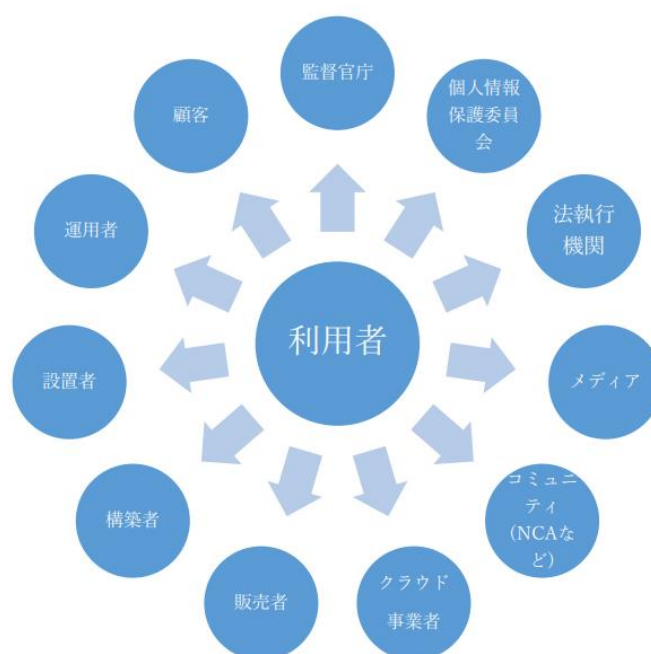 監督官庁
個人情報
保護委員
会
法執行
機関
メディア
コミュニ
ティ
(NCAな
ど)
クラウド
事業者
販売者
構築者
設置者
運用者
顧客
利用者